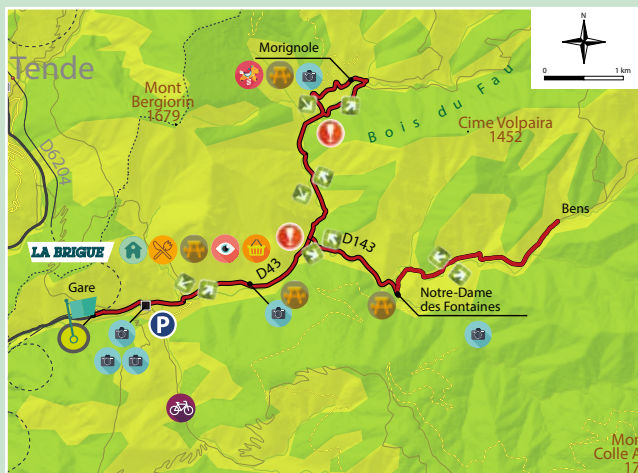 N
0 1 km
Morignole
Tende
Mont
Bergiorin
1679
Bois du Fau
Cime Volpaira
1452
D6204
Bens
LA BRIGUE
D143
D43
Gare
Notre-Dame
des Fontaines
P
Mon
Colle A